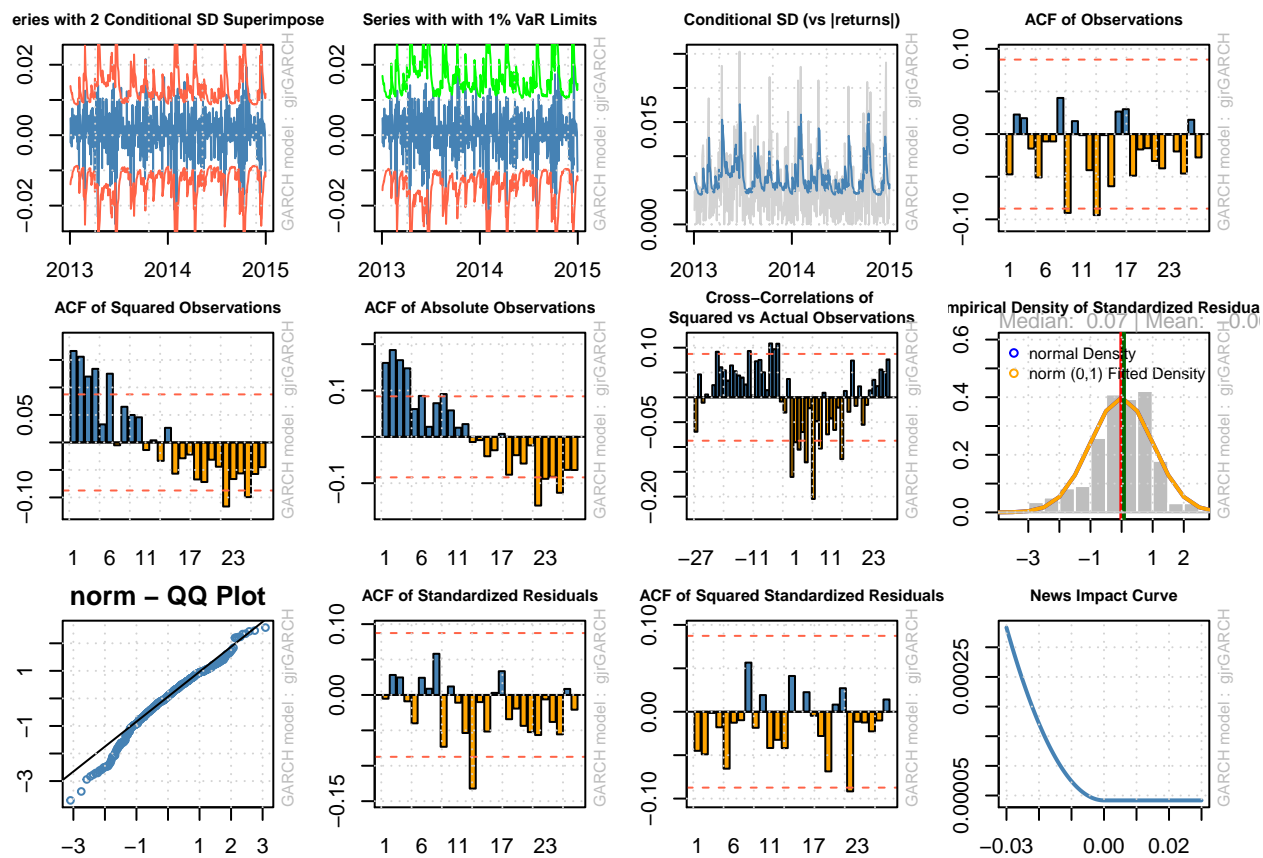 eries with 2 Conditional SD Superimpose
0.02
0.00
−0.02
2013 2014 2015
GARCH model : gjrGARCH
Series with with 1% VaR Limits
0.02
0.00
−0.02
2013 2014 2015
GARCH model : gjrGARCH
Conditional SD (vs |returns|)
0.015
0.000
2013 2014 2015
GARCH model : gjrGARCH
ACF of Observations
0.10
0.00
−0.10
1 6 11 17 23
GARCH model : gjrGARCH
ACF of Squared Observations
0.05
−0.10
1 6 11 17 23
GARCH model : gjrGARCH
ACF of Absolute Observations
0.1
−0.1
1 6 11 17 23
GARCH model : gjrGARCH
Cross−Correlations of
Squared vs Actual Observations
0.10
−0.05
−0.20
−27 −11 1 6 11 17 23
GARCH model : gjrGARCH
mpirical Density of Standardized Residua
Median: 0.07 | Mean: −0.0
normal Density
norm (0,1) Fitted Density
0.6
0.4
0.2
0.0
−3 −1 1 2
GARCH model : gjrGARCH
norm − QQ Plot
1
−1
−3
−3 −1 1 2 3
GARCH model : gjrGARCH
ACF of Standardized Residuals
0.10
0.00
−0.15
1 6 11 17 23
GARCH model : gjrGARCH
ACF of Squared Standardized Residuals
0.10
0.00
−0.10
1 6 11 17 23
GARCH model : gjrGARCH
News Impact Curve
0.00025
0.00005
−0.03 0.00 0.02
GARCH model : gjrGARCH